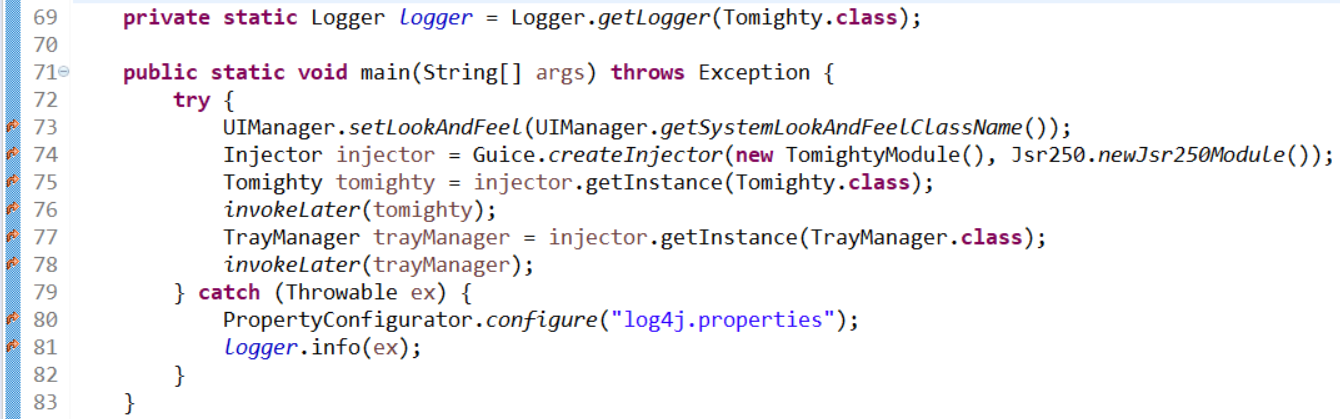 69 private static Logger logger = Logger.getLogger(Tomighty.class);
70
71 public static void main(String[] args) throws Exception {
72 try {
73 UIManager.setLookAndFeel(UIManager.getSystemLookAndFeelClassName());
74 Injector injector = Guice.createInjector(new TomightyModule(), Jsr250.newJsr250Module());
75 Tomighty tomighty = injector.getInstance(Tomighty.class);
76 invokeLater(tomighty);
77 TrayManager trayManager = injector.getInstance(TrayManager.class);
78 invokeLater(trayManager);
79 } catch (Throwable ex) {
80 PropertyConfigurator.configure("log4j.properties");
81 logger.info(ex);
82 }
83 }